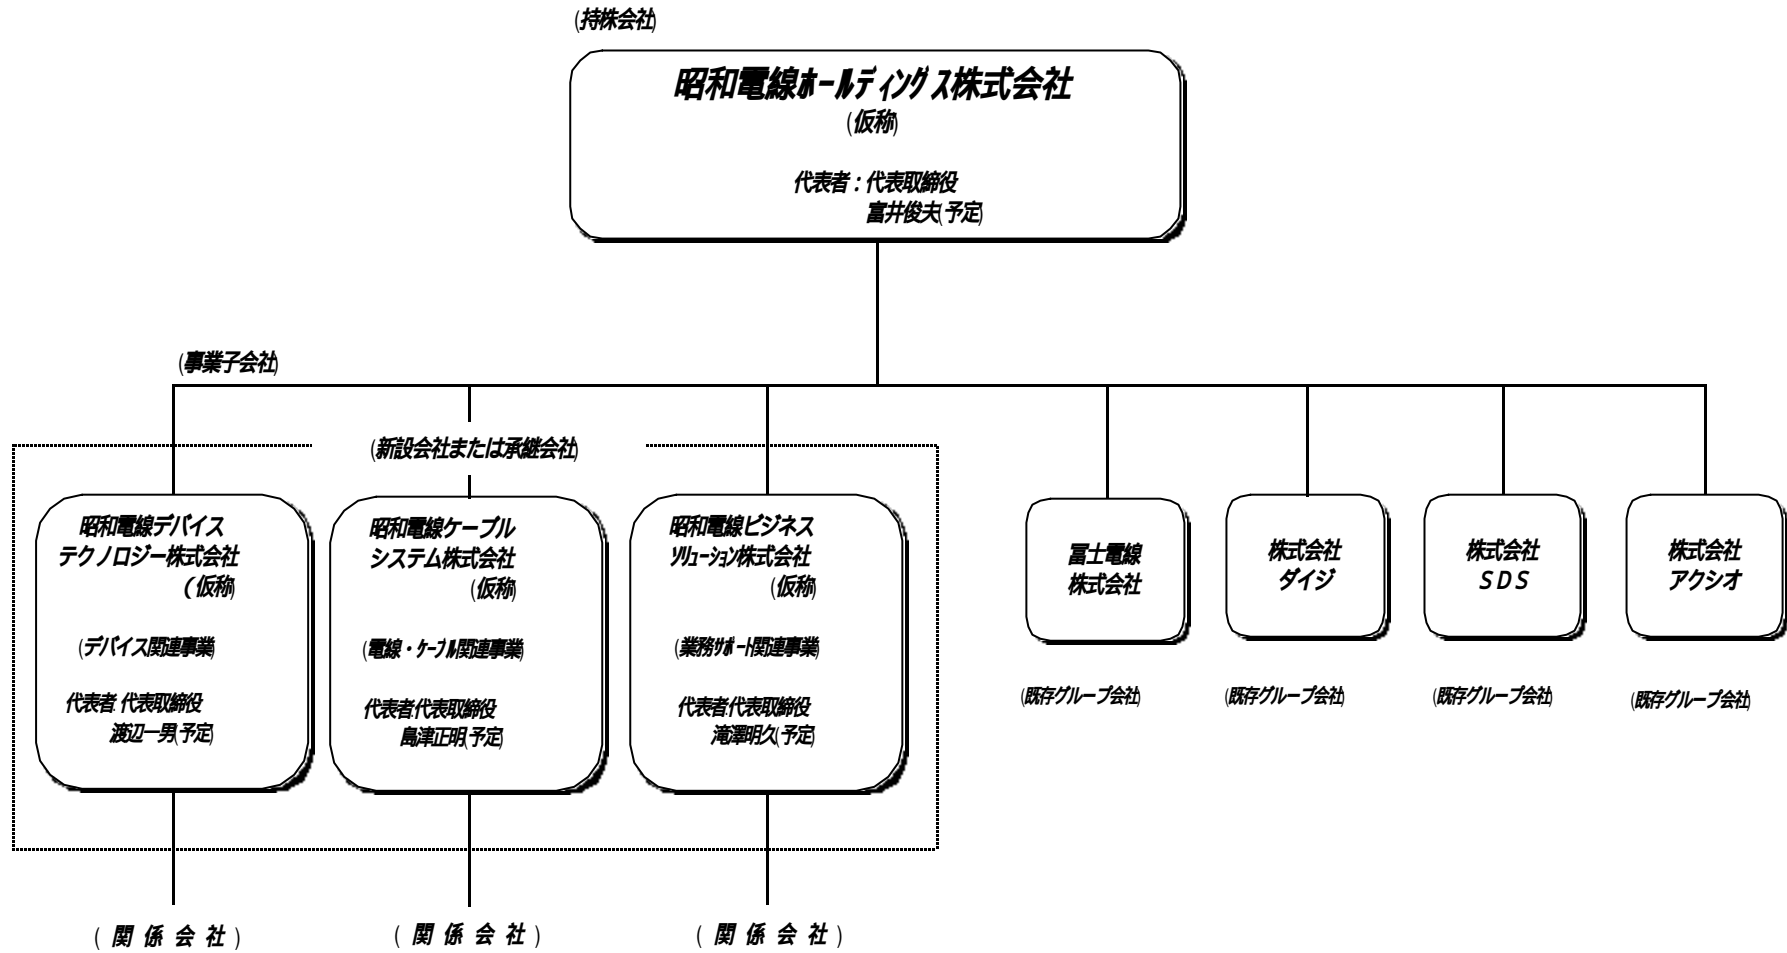 (持株会社)
昭和電線ﾎｰﾙﾃﾞｨﾝｸﾞｽ株式会社
(仮称)
代表者：代表取締役
富井俊夫(予定)
(事業子会社)
(新設会社または承継会社)
昭和電線デバイス
テクノロジー株式会社
(仮称)
(デバイス関連事業)
代表者:代表取締役
渡辺一男(予定)
(関係会社)
昭和電線ケーブル
システム株式会社
(仮称)
(電線・ｹｰﾌﾞﾙ関連事業)
代表者:代表取締役
島津正明(予定)
(関係会社)
昭和電線ビジネス
ｿﾘｭｰｼｮﾝ株式会社
(仮称)
(業務ｻﾎﾟｰﾄ関連事業)
代表者:代表取締役
滝澤明久(予定)
(関係会社)
冨士電線
株式会社
(既存グループ会社)
株式会社
ダイジ
(既存グループ会社)
株式会社
ＳＤＳ
(既存グループ会社)
株式会社
アクシオ
(既存グループ会社)